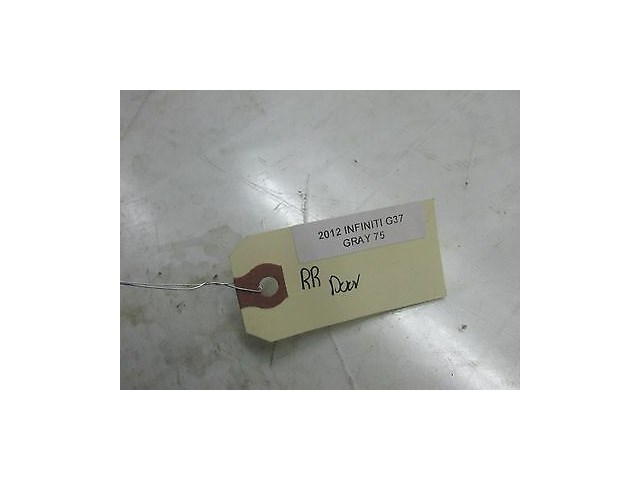 2012 INFINITI G37
GRAY 75
RR Door